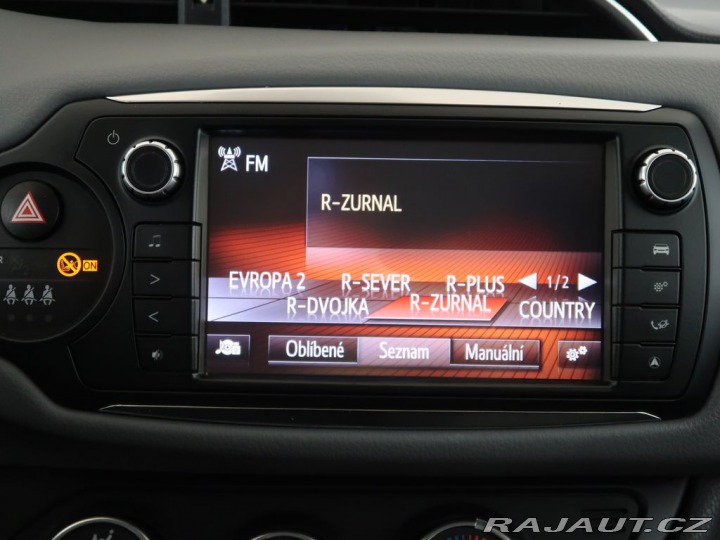 FM
R-ZURNAL
EVROPA 2 R-SEVER R-PLUS 1/2
R-DVOJKA R-ZURNAL COUNTRY
Oblíbené Seznam Manuální
ON
RAJAUT.CZ